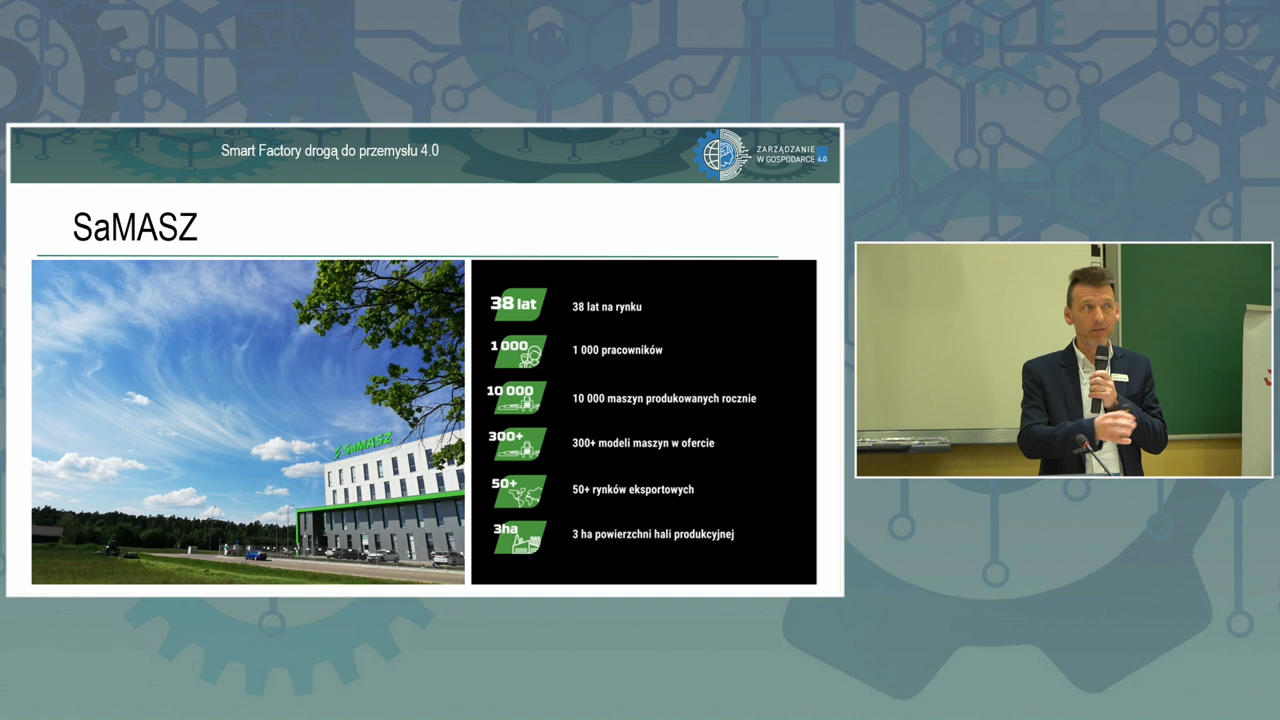 Smart Factory drogą do przemysłu 4.0
ZARZĄDZANIE
W GOSPODARCE 4.0
SaMASZ
SaMASZ
38 lat
38 lat na rynku
1 000
1 000 pracowników
10 000
10 000 maszyn produkowanych rocznie
300+
300+ modeli maszyn w ofercie
50+
50+ rynków eksportowych
3ha
3 ha powierzchni hali produkcyjnej